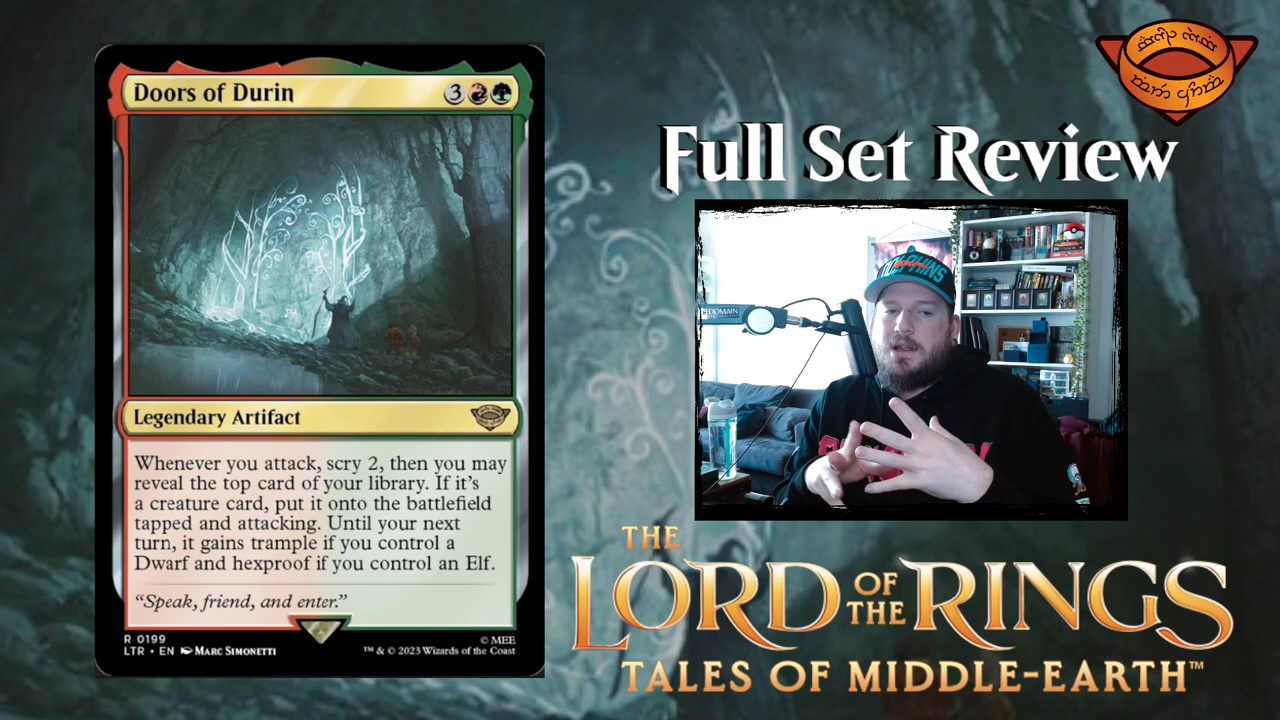 Doors of Durin
3
Legendary Artifact
Whenever you attack, scry 2, then you may
reveal the top card of your library. If it's
a creature card, put it onto the battlefield
tapped and attacking. Until your next
turn, it gains trample if you control a
Dwarf and hexproof if you control an Elf.
"Speak, friend, and enter."
R 0199
LTR • EN Marc Simonetti
© MEE
™ & © 2023 Wizards of the Coast
Full Set Review
DOMAIN
THE
LORD OF THE RINGS
TALES OF MIDDLE-EARTH™